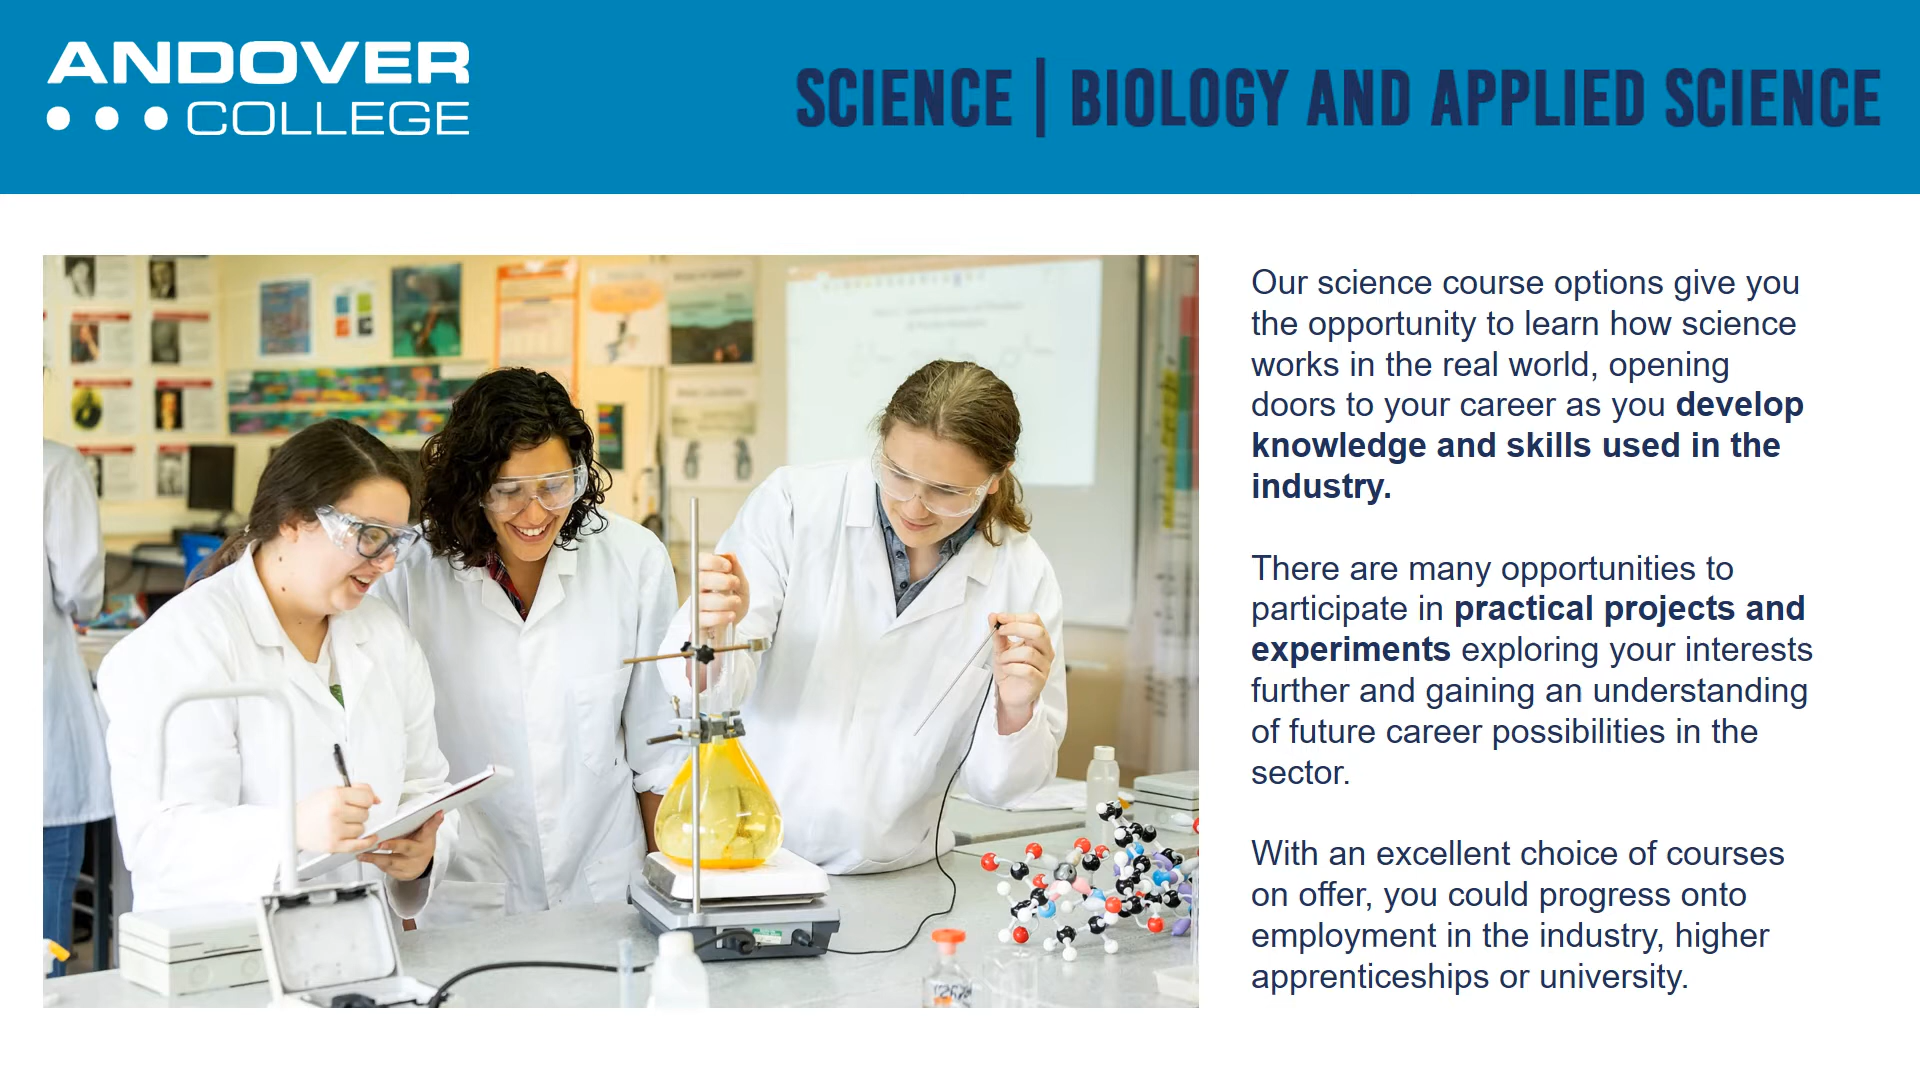 ANDOVER
COLLEGE
SCIENCE | BIOLOGY AND APPLIED SCIENCE
Our science course options give you
the opportunity to learn how science
works in the real world, opening
doors to your career as you develop
knowledge and skills used in the
industry.
There are many opportunities to
participate in practical projects and
experiments exploring your interests
further and gaining an understanding
of future career possibilities in the
sector.
With an excellent choice of courses
on offer, you could progress onto
employment in the industry, higher
apprenticeships or university.